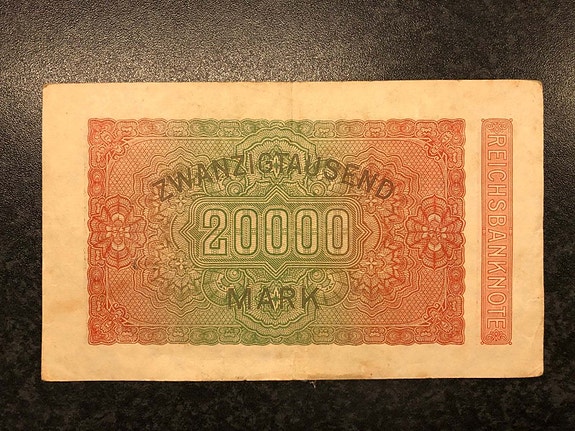 ZWANZIGTAUSEND
20000
MARK
REICHSBANKNOTE